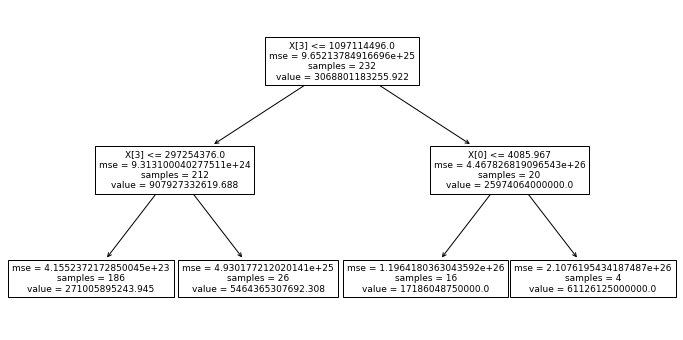 X[3] <= 1097114496.0
mse = 9.65213784916696e+25
samples = 232
value = 3068801183255.922
X[3] <= 297254376.0
mse = 9.313100040277511e+24
samples = 212
value = 907927332619.688
X[0] <= 4085.967
mse = 4.467826819096543e+26
samples = 20
value = 25974064000000.0
mse = 4.1552372172850045e+23
samples = 186
value = 271005895243.945
mse = 4.930177212020141e+25
samples = 26
value = 5464365307692.308
mse = 1.1964180363043592e+26
samples = 16
value = 17186048750000.0
mse = 2.1076195434187487e+26
samples = 4
value = 61126125000000.0